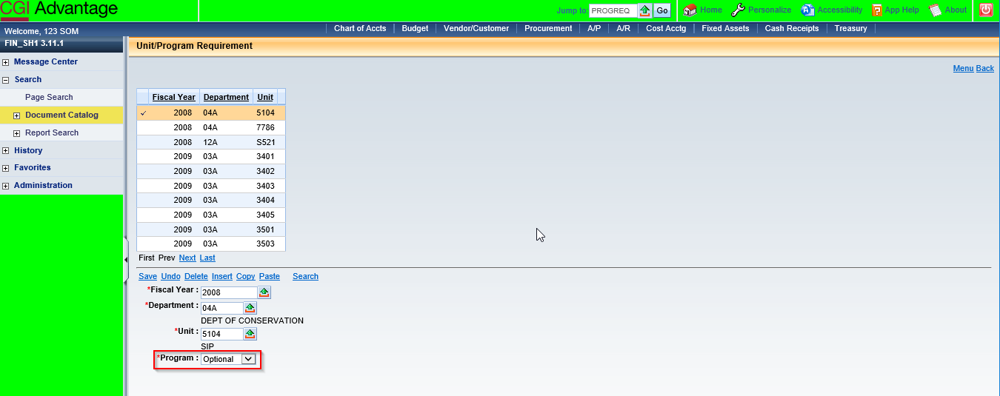 CGI Advantage
Jump to: PROGREQ Go Home Personalize Accessibility App Help About
Welcome, 123 SOM
Chart of Accts Budget Vendor/Customer Procurement A/P A/R Cost Acctg Fixed Assets Cash Receipts Treasury
FIN_SH1 3.11.1
Unit/Program Requirement
Message Center
Search
Page Search
Document Catalog
Report Search
History
Favorites
Administration
Menu Back
Fiscal Year Department Unit
2008 04A 5104
2008 04A 7786
2008 12A S521
2009 03A 3401
2009 03A 3402
2009 03A 3403
2009 03A 3404
2009 03A 3405
2009 03A 3501
2009 03A 3503
First Prev Next Last
Save Undo Delete Insert Copy Paste Search
*Fiscal Year : 2008
*Department : 04A
DEPT OF CONSERVATION
*Unit : 5104
SIP
*Program : Optional